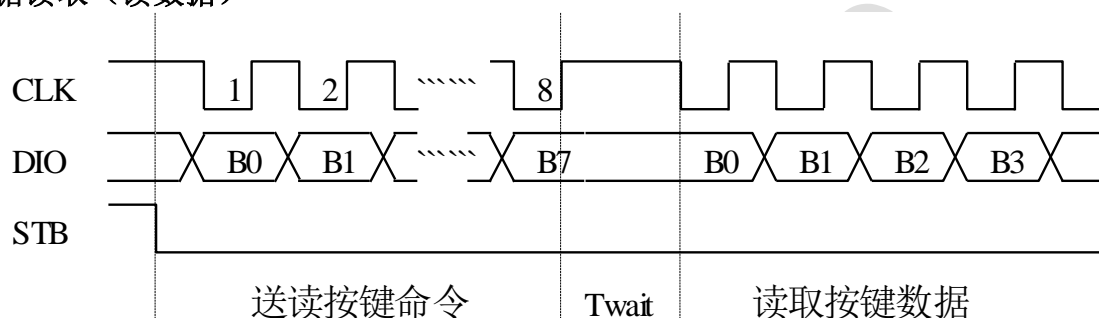 读取（读数据）
CLK 1 2 `````` 8
DIO B0 B1 `````` B7 B0 B1 B2 B3
STB
送读按键命令 Twait 读取按键数据